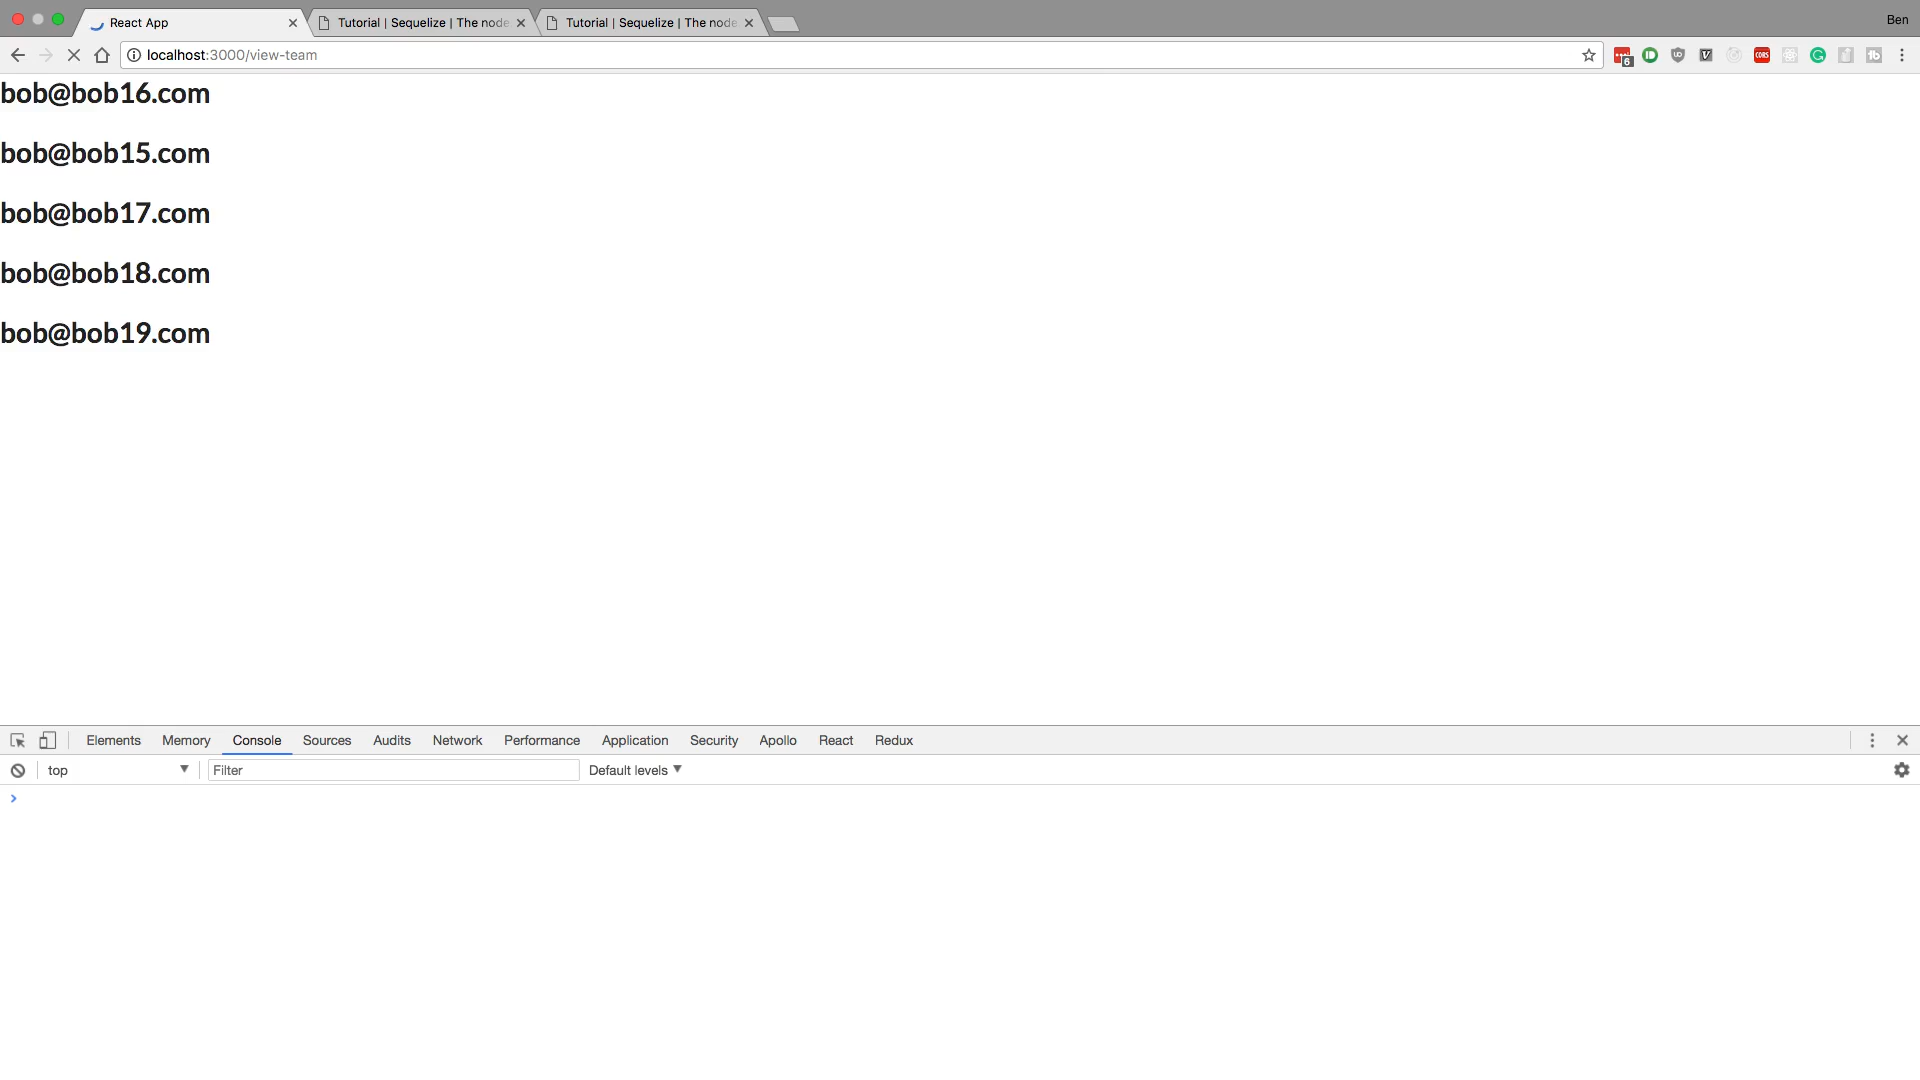 React App
Tutorial | Sequelize | The node
Tutorial | Sequelize | The node
Ben
localhost:3000/view-team
6
CORS
bob@bob16.com
bob@bob15.com
bob@bob17.com
bob@bob18.com
bob@bob19.com
Elements Memory Console Sources Audits Network Performance Application Security Apollo React Redux
top Filter Default levels